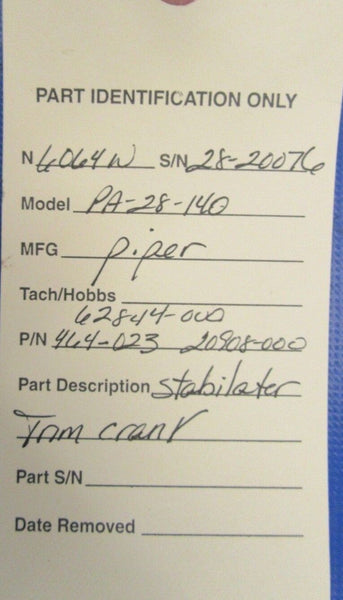 PART IDENTIFICATION ONLY
N 6064W S/N 28-20076
Model PA-28-140
MFG piper
Tach/Hobbs
62844-000
P/N 464-023 20908-000
Part Description Stabilater
Trim crank
Part S/N
Date Removed